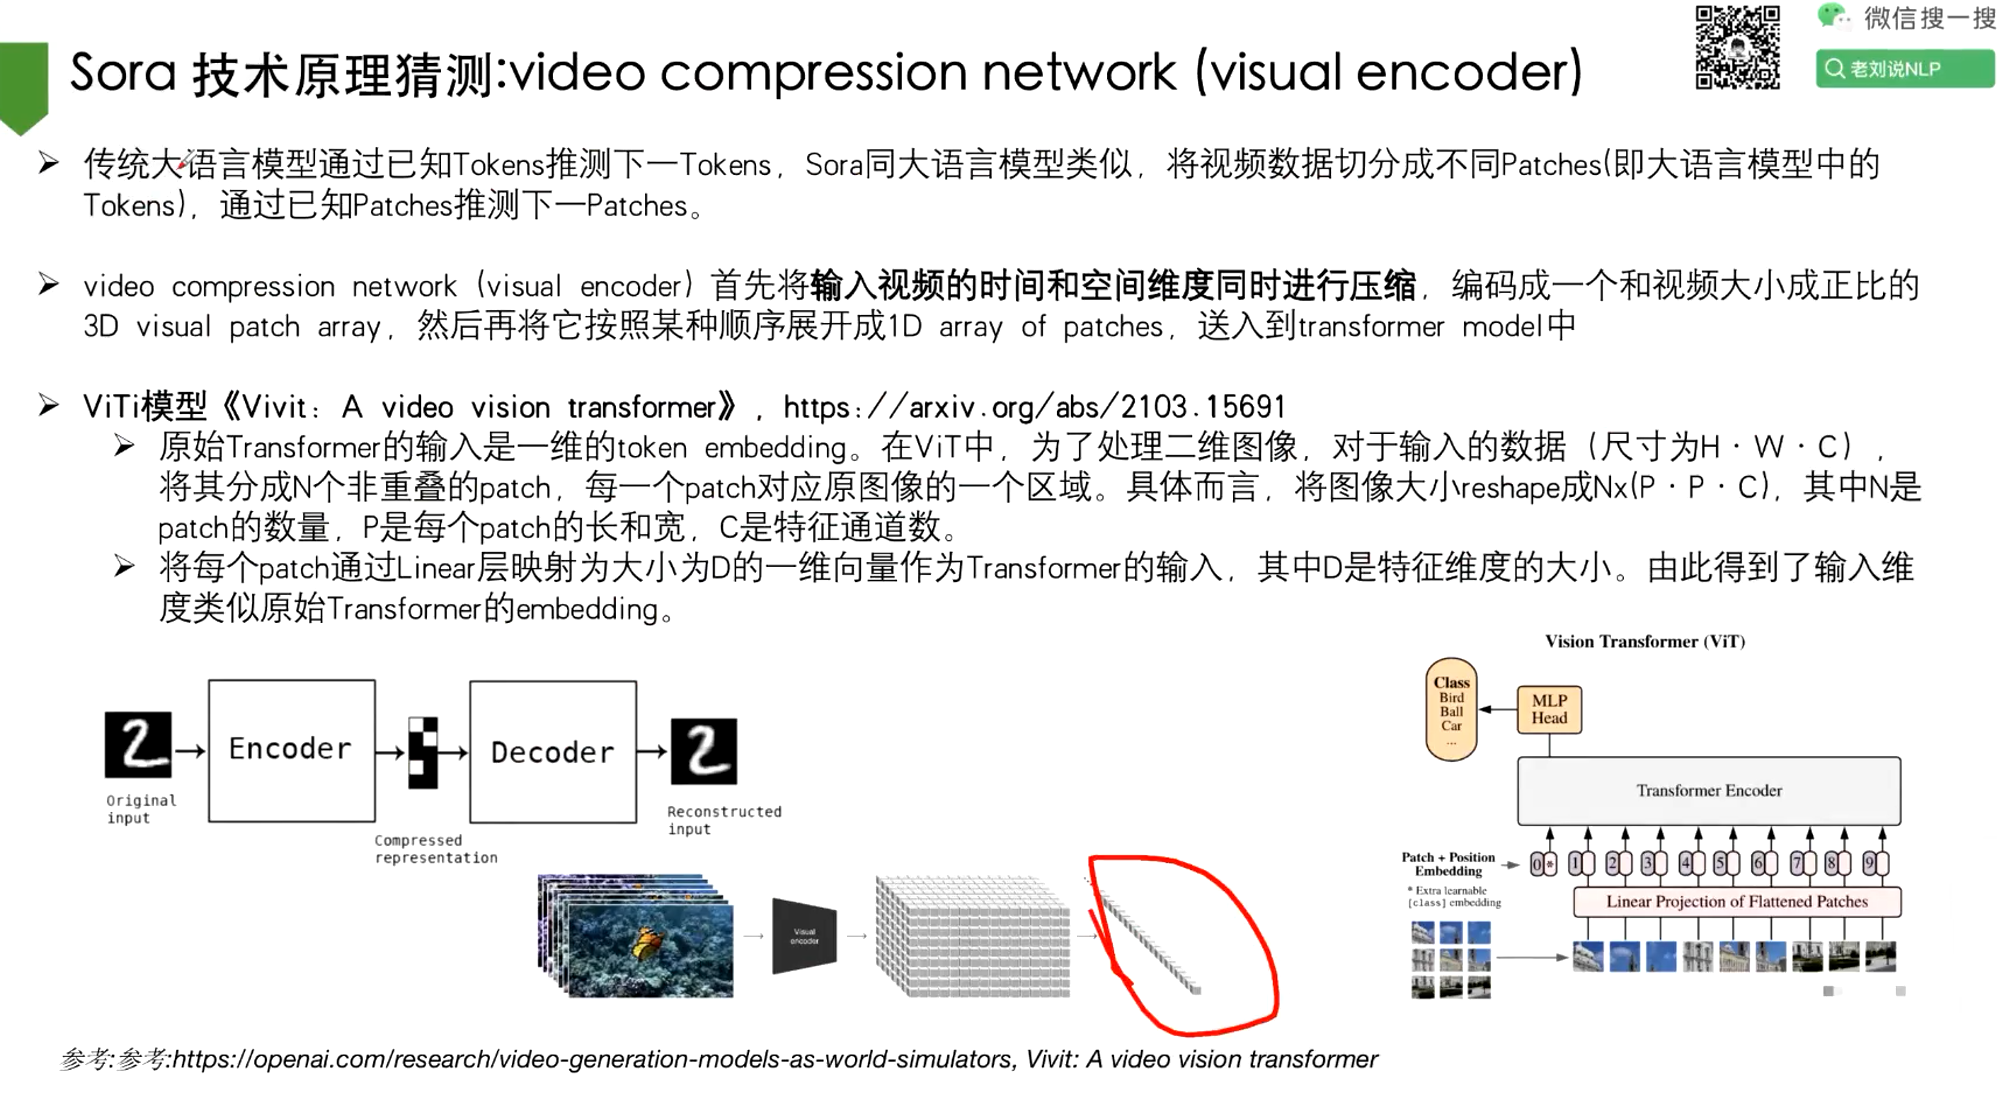 微信搜一搜
老刘说NLP
Sora 技术原理猜测:video compression network (visual encoder)
传统大语言模型通过已知Tokens推测下一Tokens，Sora同大语言模型类似，将视频数据切分成不同Patches(即大语言模型中的
Tokens)，通过已知Patches推测下一Patches。
video compression network (visual encoder) 首先将输入视频的时间和空间维度同时进行压缩，编码成一个和视频大小成正比的
3D visual patch array，然后再将它按照某种顺序展开成1D array of patches，送入到transformer model中
ViTi模型《Vivit: A video vision transformer》，https://arxiv.org/abs/2103.15691
原始Transformer的输入是一维的token embedding。在ViT中，为了处理二维图像，对于输入的数据（尺寸为H · W · C），
将其分成N个非重叠的patch，每一个patch对应原图像的一个区域。具体而言，将图像大小reshape成Nx(P · P · C)，其中N是
patch的数量，P是每个patch的长和宽，C是特征通道数。
将每个patch通过Linear层映射为大小为D的一维向量作为Transformer的输入，其中D是特征维度的大小。由此得到了输入维
度类似原始Transformer的embedding。
2
Original
input
Encoder
Compressed
representation
Decoder
2
Reconstructed
input
Visual
encoder
Vision Transformer (ViT)
Class
Bird
Ball
Car
...
MLP
Head
Transformer Encoder
Patch + Position
Embedding
* Extra learnable
[class] embedding
0 * 1 2 3 4 5 6 7 8 9
Linear Projection of Flattened Patches
参考:参考:https://openai.com/research/video-generation-models-as-world-simulators, Vivit: A video vision transformer